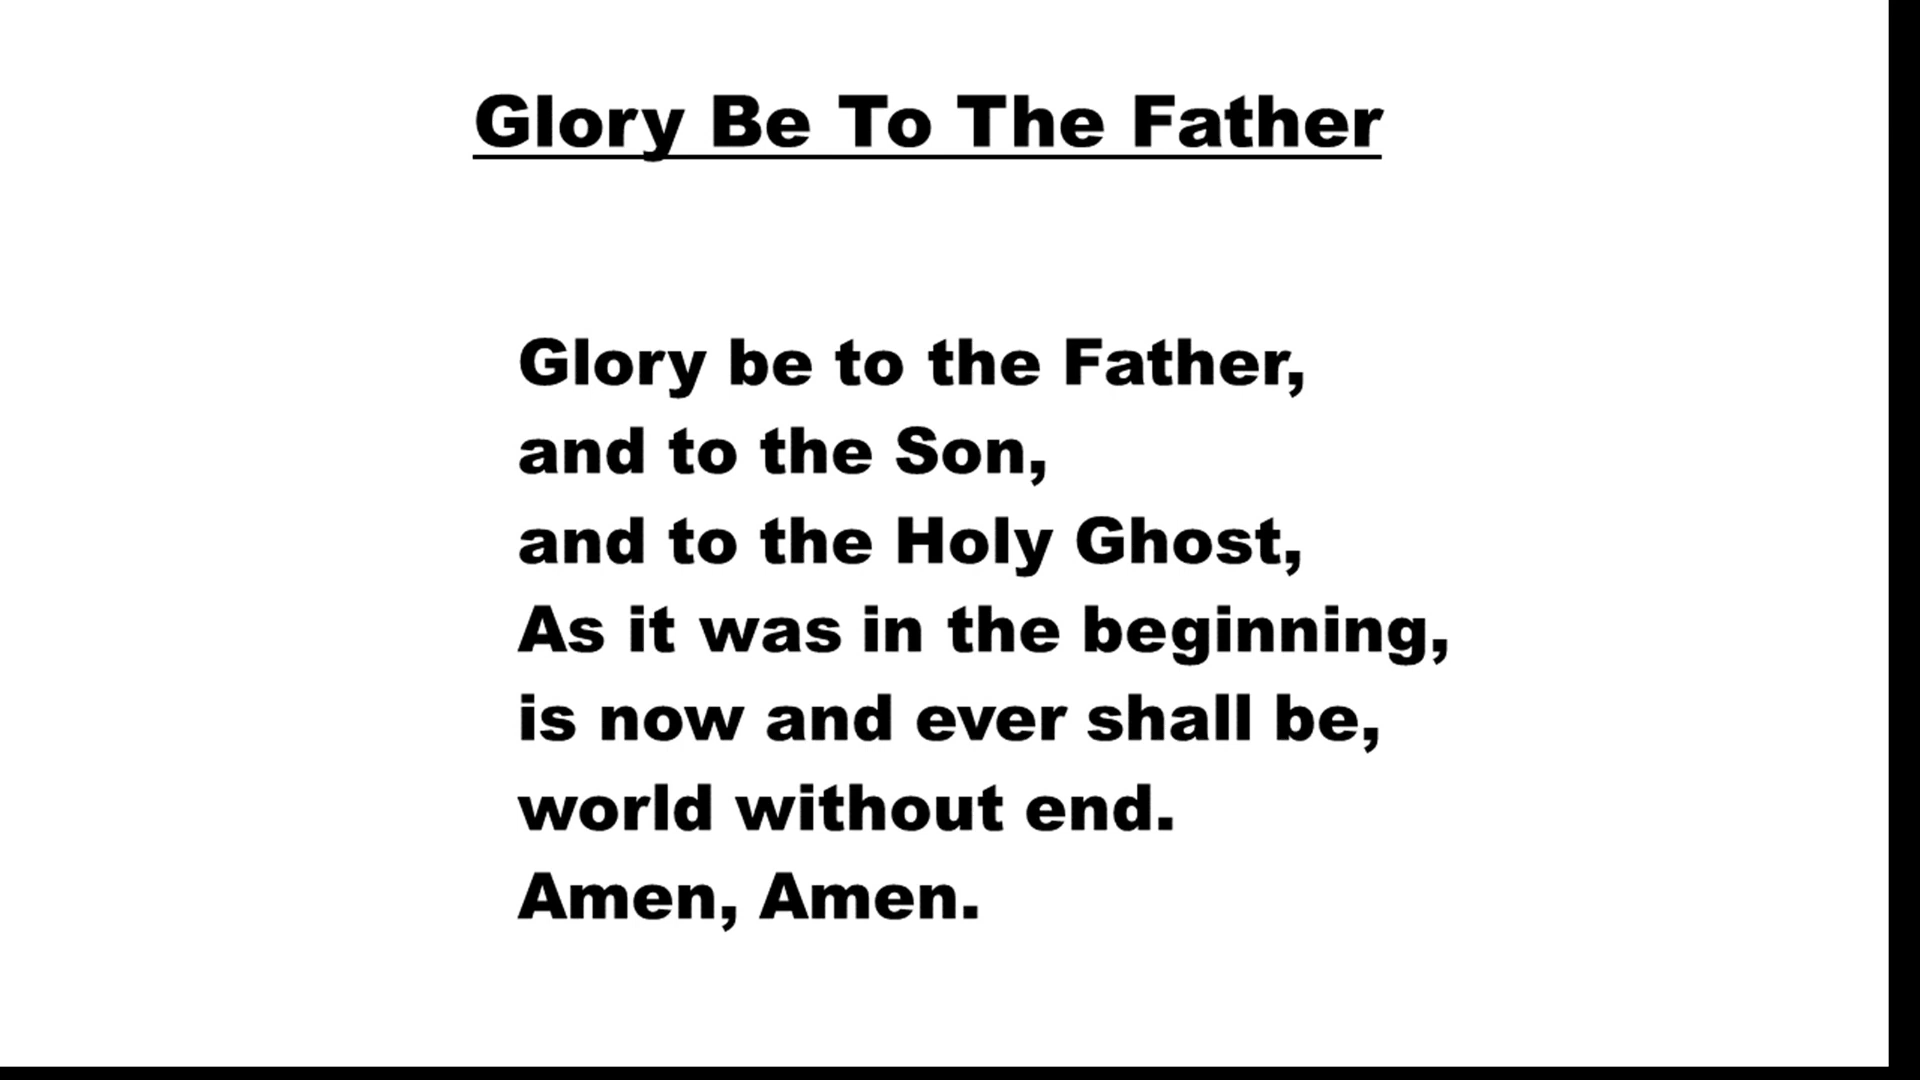 Glory Be To The Father
Glory be to the Father,
and to the Son,
and to the Holy Ghost,
As it was in the beginning,
is now and ever shall be,
world without end.
Amen, Amen.